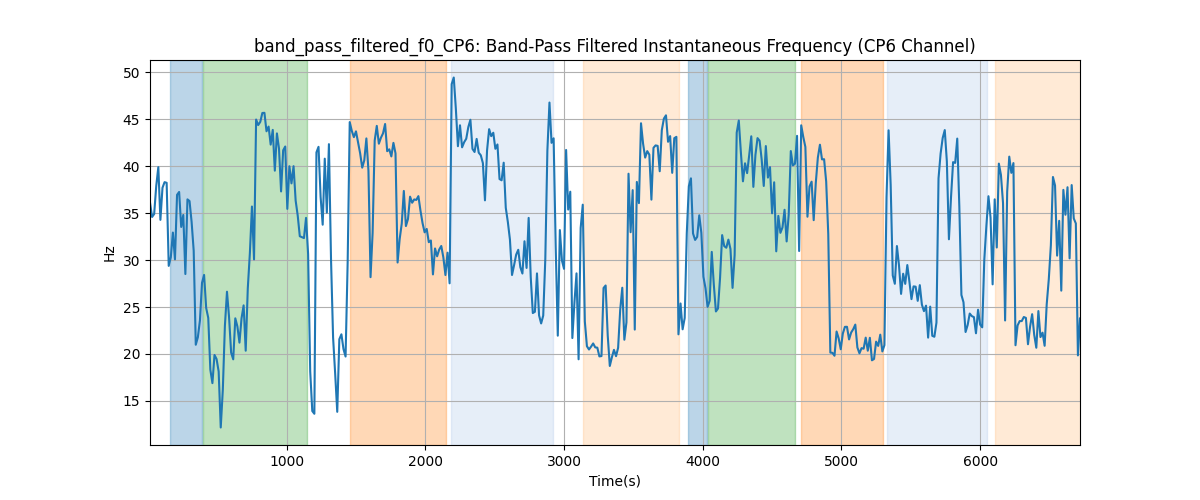 band_pass_filtered_f0_CP6: Band-Pass Filtered Instantaneous Frequency (CP6 Channel)
50
45
40
35
30
25
20
15
Hz
1000 2000 3000 4000 5000 6000
Time(s)